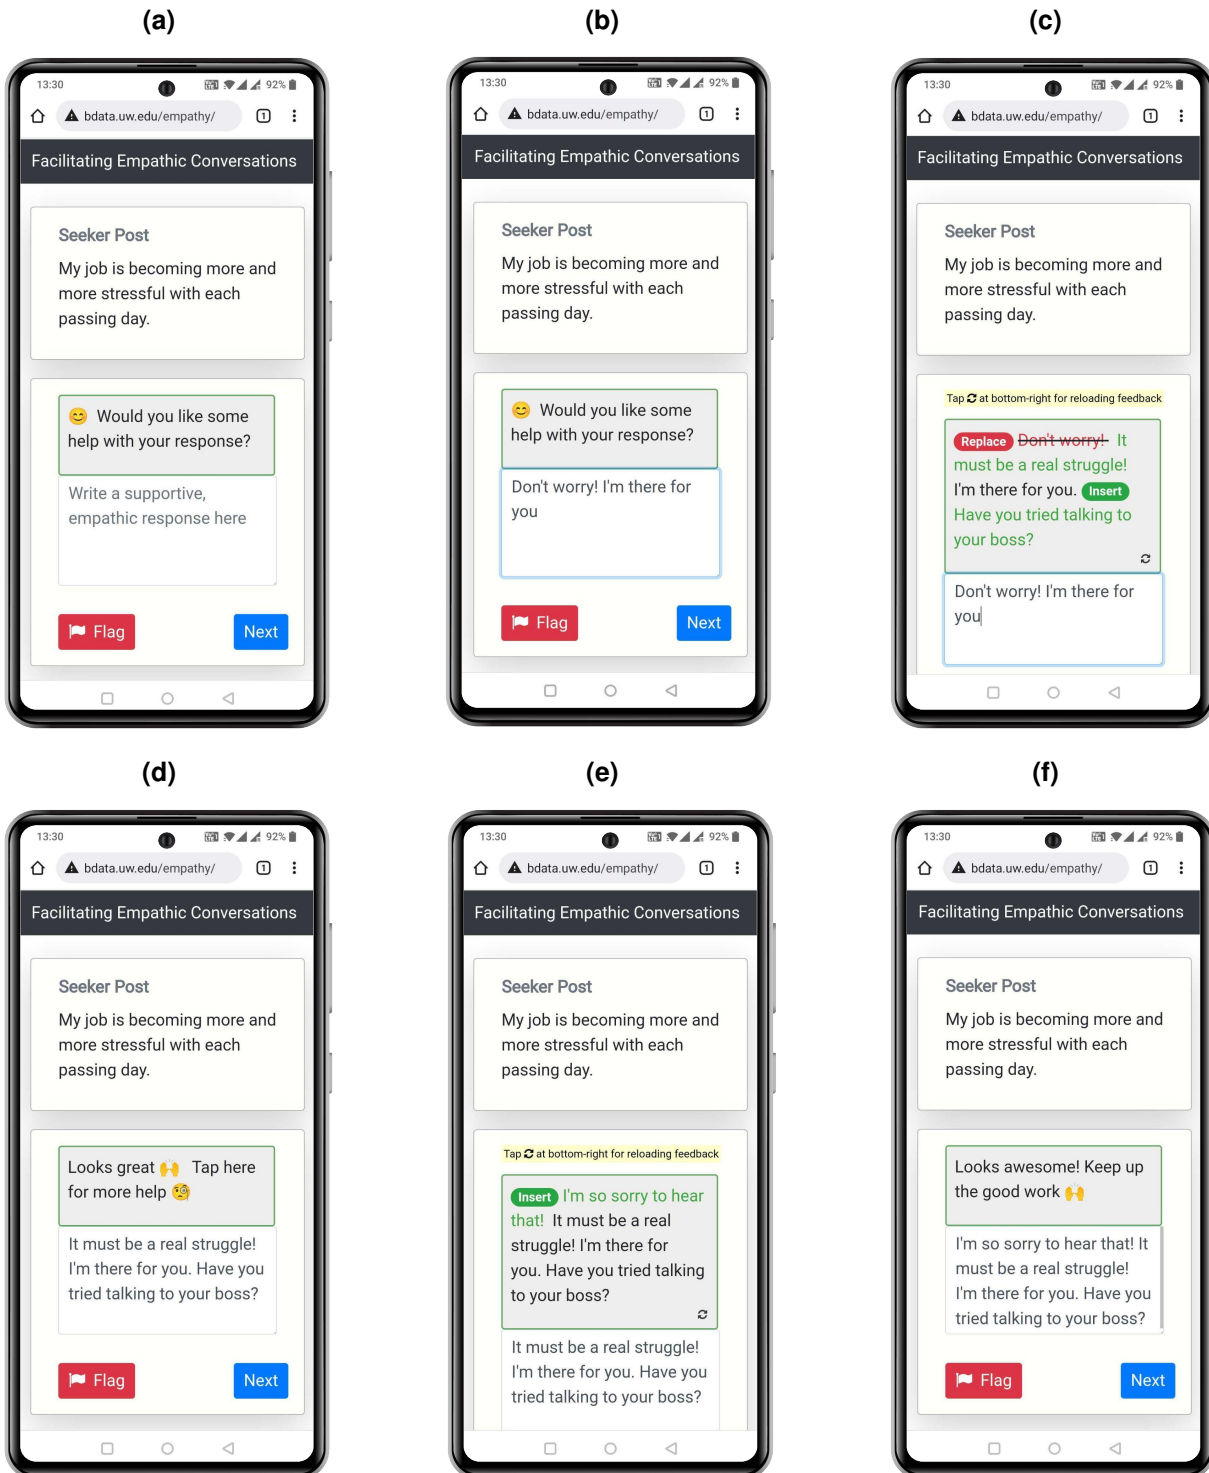 (a)
13:30
92%
bdata.uw.edu/empathy/
1
Facilitating Empathic Conversations
Seeker Post
My job is becoming more and
more stressful with each
passing day.
😊 Would you like some
help with your response?
Write a supportive,
empathic response here
Flag
Next
(b)
13:30
92%
bdata.uw.edu/empathy/
1
Facilitating Empathic Conversations
Seeker Post
My job is becoming more and
more stressful with each
passing day.
😊 Would you like some
help with your response?
Don't worry! I'm there for
you
Flag
Next
(c)
13:30
92%
bdata.uw.edu/empathy/
1
Facilitating Empathic Conversations
Seeker Post
My job is becoming more and
more stressful with each
passing day.
Tap at bottom-right for reloading feedback
Replace Don't worry! It
must be a real struggle!
I'm there for you. Insert
Have you tried talking to
your boss?
Don't worry! I'm there for
you
(d)
13:30
92%
bdata.uw.edu/empathy/
1
Facilitating Empathic Conversations
Seeker Post
My job is becoming more and
more stressful with each
passing day.
Looks great 🙌 Tap here
for more help 🧐
It must be a real struggle!
I'm there for you. Have you
tried talking to your boss?
Flag
Next
(e)
13:30
92%
bdata.uw.edu/empathy/
1
Facilitating Empathic Conversations
Seeker Post
My job is becoming more and
more stressful with each
passing day.
Tap at bottom-right for reloading feedback
Insert I'm so sorry to hear
that! It must be a real
struggle! I'm there for
you. Have you tried talking
to your boss?
It must be a real struggle!
I'm there for you. Have you
tried talking to your boss?
(f)
13:30
92%
bdata.uw.edu/empathy/
1
Facilitating Empathic Conversations
Seeker Post
My job is becoming more and
more stressful with each
passing day.
Looks awesome! Keep up
the good work 🙌
I'm so sorry to hear that! It
must be a real struggle!
I'm there for you. Have you
tried talking to your boss?
Flag
Next